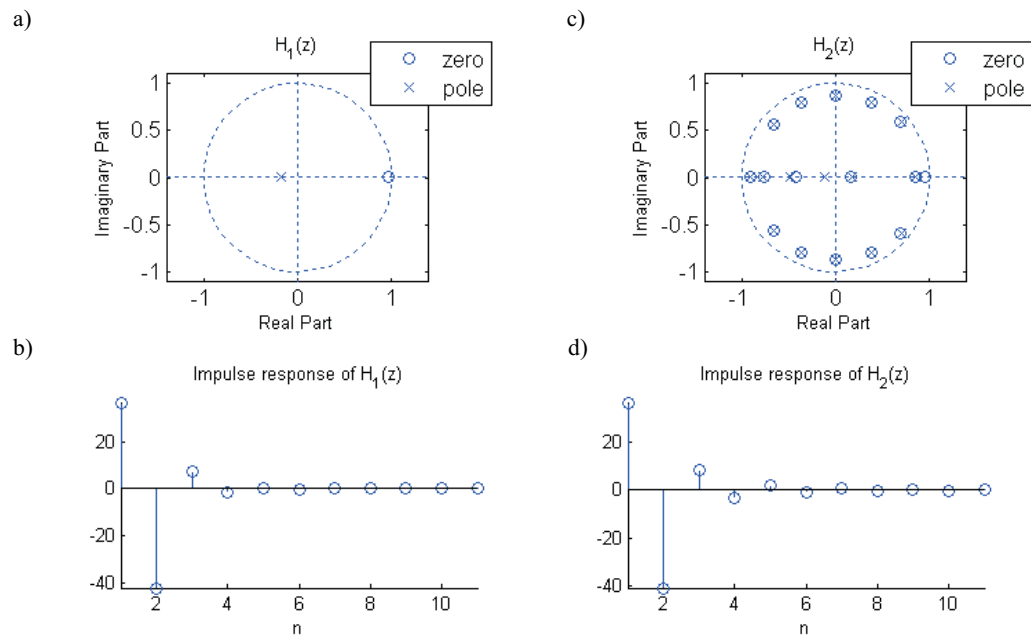 a)
H1(z)
zero
pole
1
0.5
0
-0.5
-1
Imaginary Part
-1 0 1
Real Part
c)
H2(z)
zero
pole
1
0.5
0
-0.5
-1
Imaginary Part
-1 0 1
Real Part
b)
Impulse response of H1(z)
20
0
-20
-40
2 4 6 8 10
n
d)
Impulse response of H2(z)
20
0
-20
-40
2 4 6 8 10
n